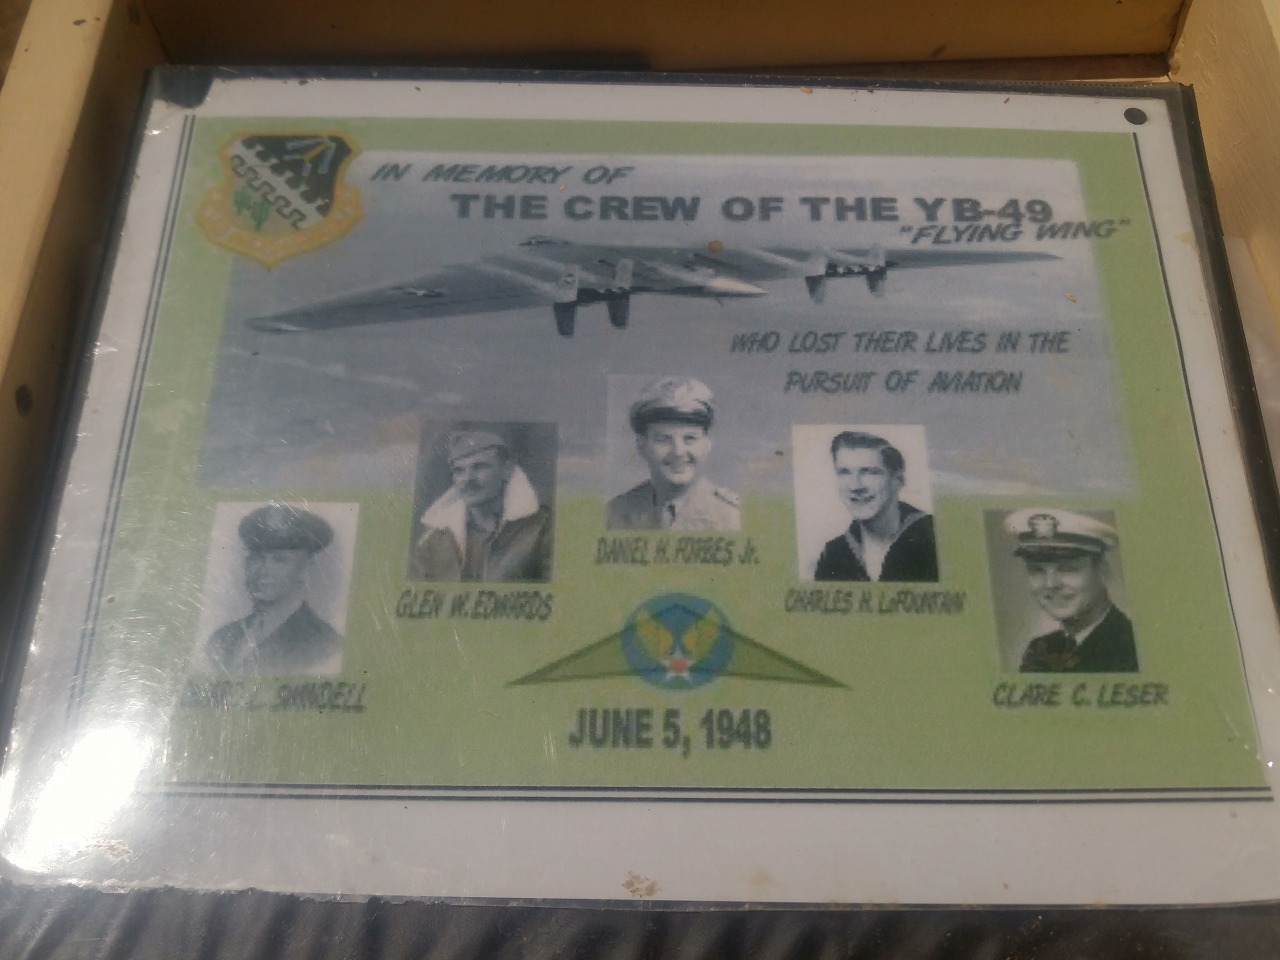 IN MEMORY OF
THE CREW OF THE YB-49
"FLYING WING"
WHO LOST THEIR LIVES IN THE
PURSUIT OF AVIATION
DANIEL H. FORBES Jr.
GLEN W. EDWARDS
CHARLES H. LaFOUNTAIN
L. SWINDELL
CLARE C. LESER
JUNE 5, 1948